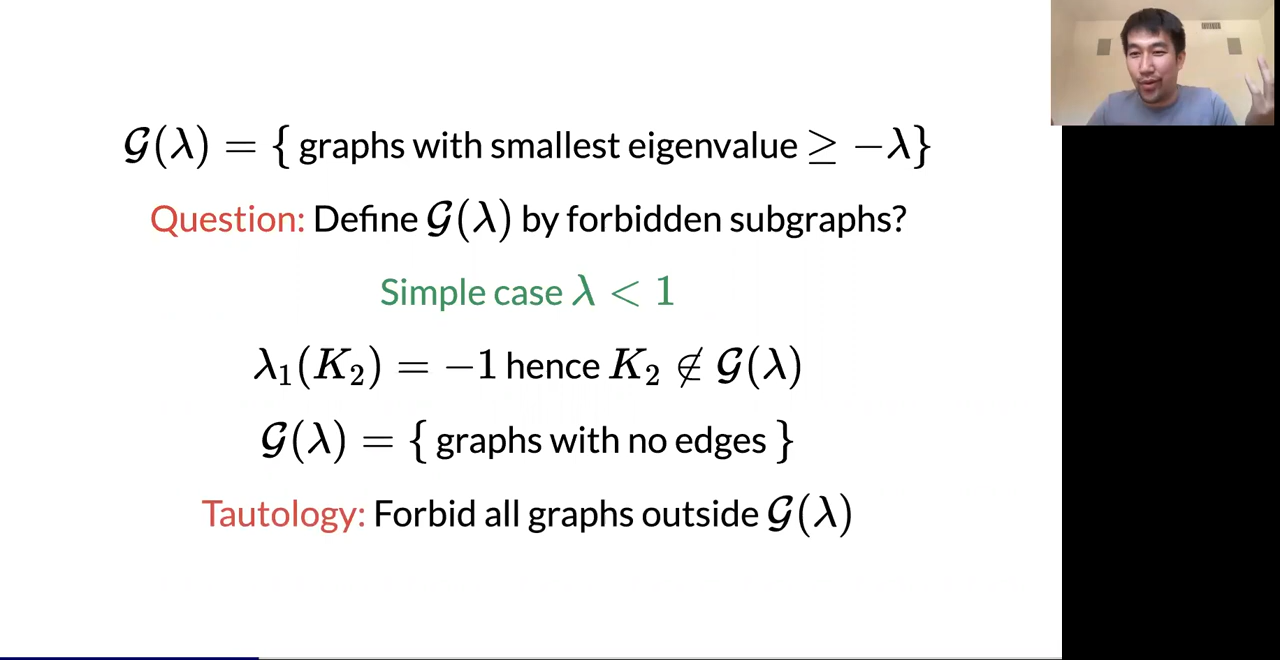 𝒢(λ) = { graphs with smallest eigenvalue ≥ −λ}
Question: Define 𝒢(λ) by forbidden subgraphs?
Simple case λ < 1
λ₁(K₂) = −1 hence K₂ ∉ 𝒢(λ)
𝒢(λ) = { graphs with no edges }
Tautology: Forbid all graphs outside 𝒢(λ)